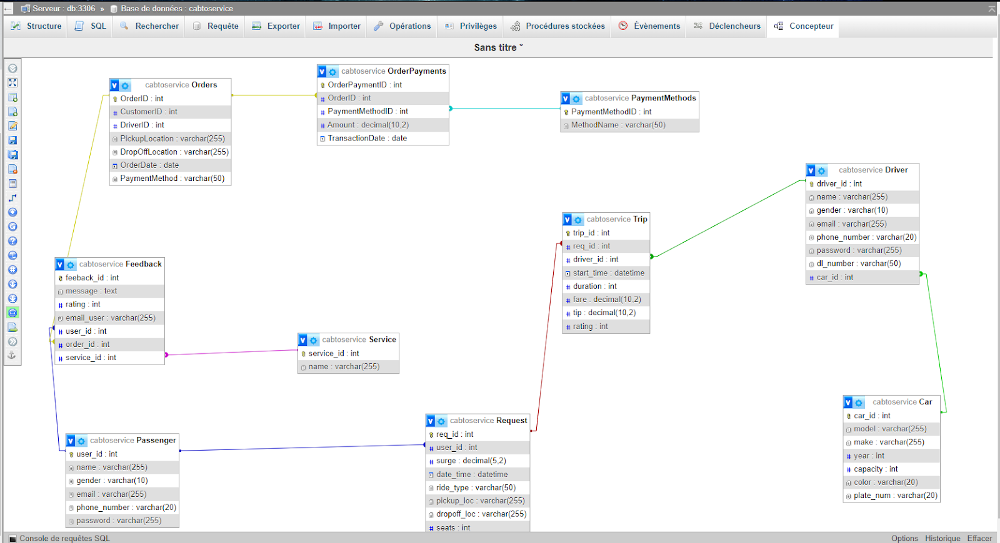 Serveur : db:3306 » Base de données : cabtoservice
Structure SQL Rechercher Requête Exporter Importer Opérations Privilèges Procédures stockées Évènements Déclencheurs Concepteur
Sans titre *
cabtoservice Orders
OrderID : int
CustomerID : int
DriverID : int
PickupLocation : varchar(255)
DropOffLocation : varchar(255)
OrderDate : date
PaymentMethod : varchar(50)
cabtoservice OrderPayments
OrderPaymentID : int
OrderID : int
PaymentMethodID : int
Amount : decimal(10,2)
TransactionDate : date
cabtoservice PaymentMethods
PaymentMethodID : int
MethodName : varchar(50)
cabtoservice Driver
driver_id : int
name : varchar(255)
gender : varchar(10)
email : varchar(255)
phone_number : varchar(20)
password : varchar(255)
dl_number : varchar(50)
car_id : int
cabtoservice Trip
trip_id : int
req_id : int
driver_id : int
start_time : datetime
duration : int
fare : decimal(10,2)
tip : decimal(10,2)
rating : int
cabtoservice Feedback
feeback_id : int
message : text
rating : int
email_user : varchar(255)
user_id : int
order_id : int
service_id : int
cabtoservice Service
service_id : int
name : varchar(255)
cabtoservice Car
car_id : int
model : varchar(255)
make : varchar(255)
year : int
capacity : int
color : varchar(20)
plate_num : varchar(20)
cabtoservice Request
req_id : int
user_id : int
surge : decimal(5,2)
date_time : datetime
ride_type : varchar(50)
pickup_loc : varchar(255)
dropoff_loc : varchar(255)
seats : int
cabtoservice Passenger
user_id : int
name : varchar(255)
gender : varchar(10)
email : varchar(255)
phone_number : varchar(20)
password : varchar(255)
Console de requêtes SQL
Options Historique Effacer